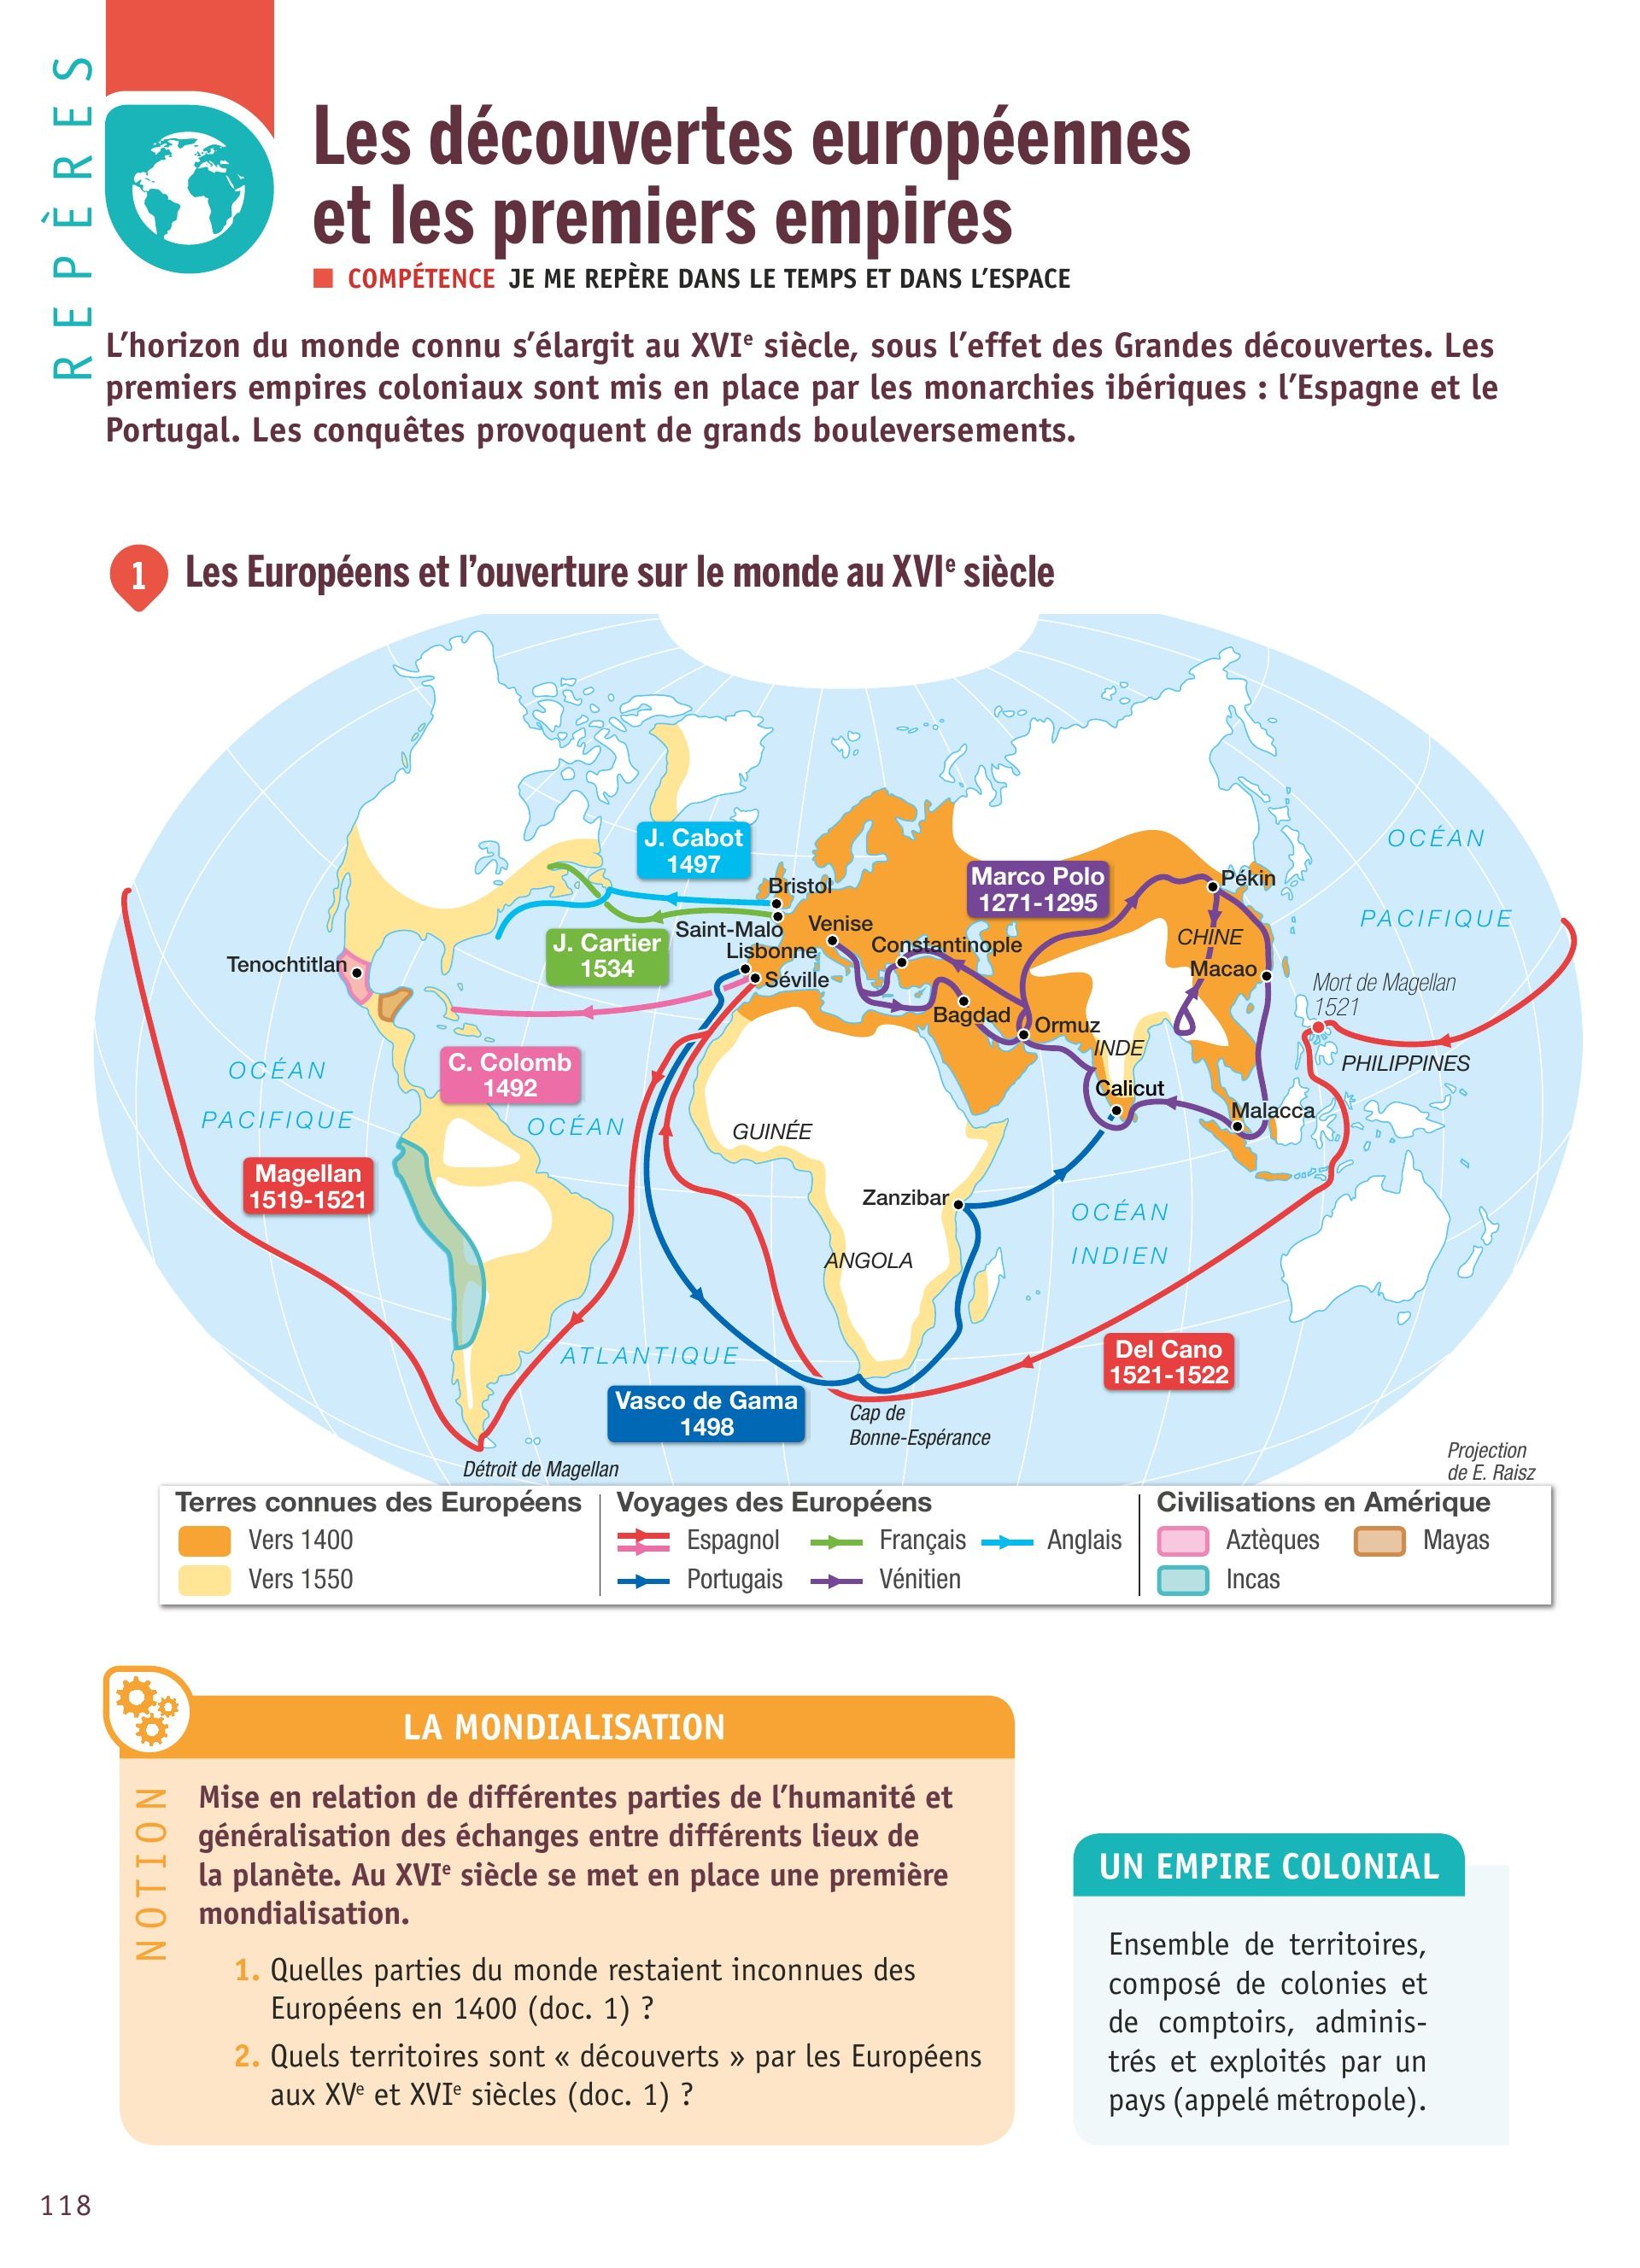 REPÈRES
Les découvertes européennes
et les premiers empires
COMPÉTENCE JE ME REPÈRE DANS LE TEMPS ET DANS L'ESPACE
L'horizon du monde connu s'élargit au XVIe siècle, sous l'effet des Grandes découvertes. Les
premiers empires coloniaux sont mis en place par les monarchies ibériques : l'Espagne et le
Portugal. Les conquêtes provoquent de grands bouleversements.
1 Les Européens et l'ouverture sur le monde au XVIe siècle
J. Cabot
1497
OCÉAN
PACIFIQUE
Marco Polo
1271-1295
Pékin
Bristol
Saint-Malo
Venise
Lisbonne
Constantinople
CHINE
J. Cartier
1534
Tenochtitlan
Séville
Macao
Mort de Magellan
1521
Bagdad
Ormuz
INDE
PHILIPPINES
C. Colomb
1492
OCÉAN
PACIFIQUE
Calicut
Malacca
OCÉAN
GUINÉE
Magellan
1519-1521
Zanzibar
OCÉAN
INDIEN
ANGOLA
ATLANTIQUE
Del Cano
1521-1522
Vasco de Gama
1498
Cap de
Bonne-Espérance
Détroit de Magellan
Projection
de E. Raisz
Terres connues des Européens
Vers 1400
Vers 1550
Voyages des Européens
Espagnol Français Anglais
Portugais Vénitien
Civilisations en Amérique
Aztèques Mayas
Incas
NOTION
LA MONDIALISATION
Mise en relation de différentes parties de l'humanité et
généralisation des échanges entre différents lieux de
la planète. Au XVIe siècle se met en place une première
mondialisation.
1. Quelles parties du monde restaient inconnues des
Européens en 1400 (doc. 1) ?
2. Quels territoires sont « découverts » par les Européens
aux XVe et XVIe siècles (doc. 1) ?
UN EMPIRE COLONIAL
Ensemble de territoires,
composé de colonies et
de comptoirs, adminis-
trés et exploités par un
pays (appelé métropole).
118